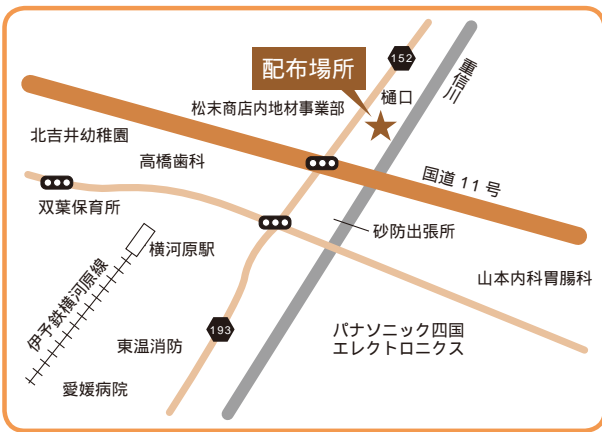 152
配布場所
重信川
樋口
松末商店内地材事業部
北吉井幼稚園
高橋歯科
国道 11 号
双葉保育所
砂防出張所
横河原駅
山本内科胃腸科
伊予鉄横河原線
193
パナソニック四国
エレクトロニクス
東温消防
愛媛病院